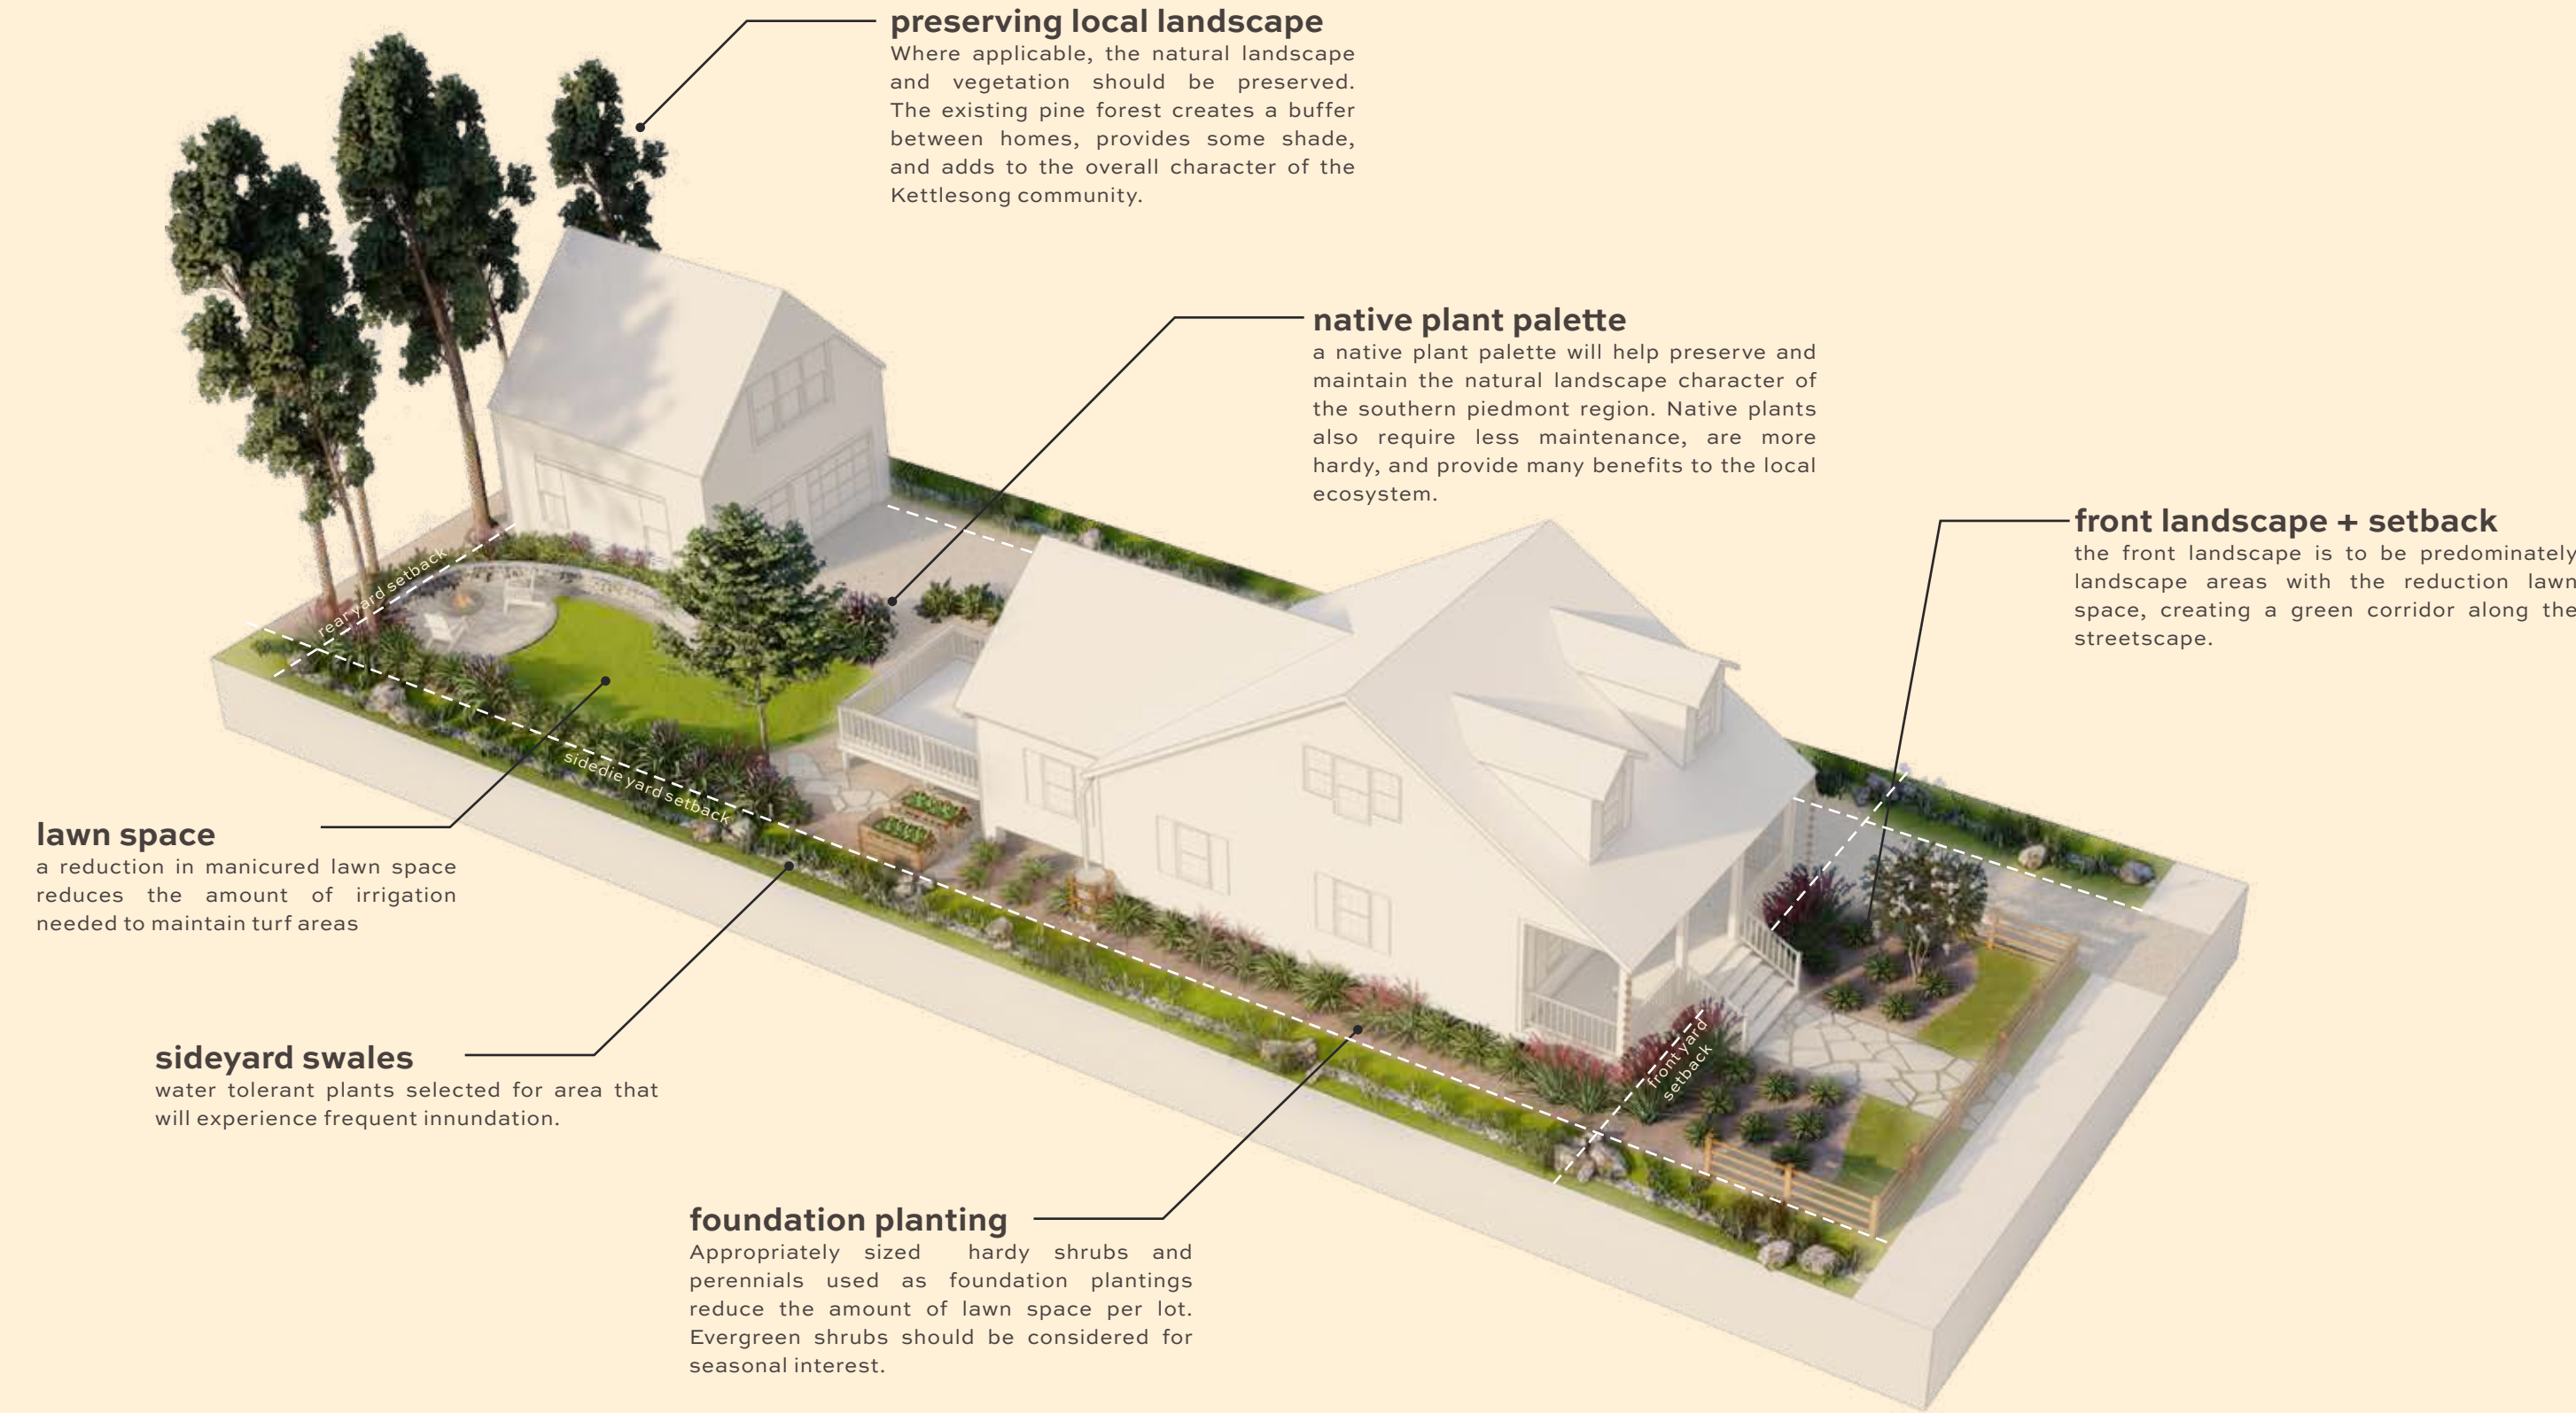 preserving local landscape
Where applicable, the natural landscape
and vegetation should be preserved.
The existing pine forest creates a buffer
between homes, provides some shade,
and adds to the overall character of the
Kettlesong community.
native plant palette
a native plant palette will help preserve and
maintain the natural landscape character of
the southern piedmont region. Native plants
also require less maintenance, are more
hardy, and provide many benefits to the local
ecosystem.
front landscape + setback
the front landscape is to be predominately
landscape areas with the reduction lawn
space, creating a green corridor along the
streetscape.
rear yard setback
sidedie yard setback
lawn space
a reduction in manicured lawn space
reduces the amount of irrigation
needed to maintain turf areas
sideyard swales
water tolerant plants selected for area that
will experience frequent innundation.
front yard
setback
foundation planting
Appropriately sized hardy shrubs and
perennials used as foundation plantings
reduce the amount of lawn space per lot.
Evergreen shrubs should be considered for
seasonal interest.